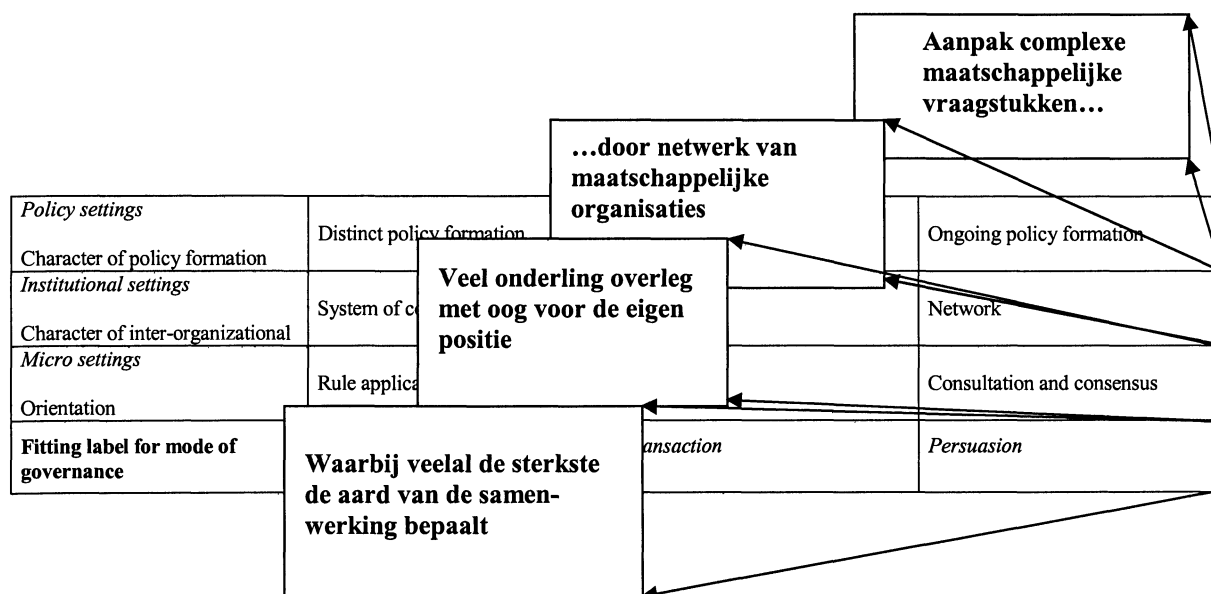 Aanpak complexe
maatschappelijke
vraagstukken…
…door netwerk van
maatschappelijke
organisaties
Policy settings
Character of policy formation
Distinct policy formation
Ongoing policy formation
Veel onderling overleg
met oog voor de eigen
positie
Institutional settings
Character of inter-organizational
System of
Network
Micro settings
Orientation
Rule
Consultation and consensus
Fitting label for mode of
governance
Persuasion
Waarbij veelal de sterkste
de aard van de samen-
werking bepaalt